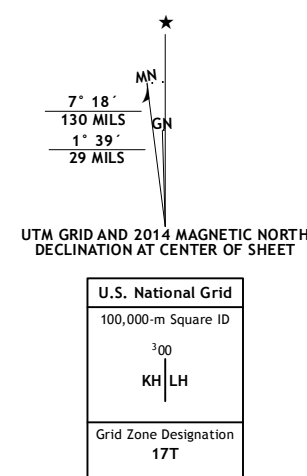 MN
7° 18´
130 MILS
GN
1° 39´
29 MILS
UTM GRID AND 2014 MAGNETIC NORTH
DECLINATION AT CENTER OF SHEET
U.S. National Grid
100,000-m Square ID
³00
KH LH
Grid Zone Designation
17T